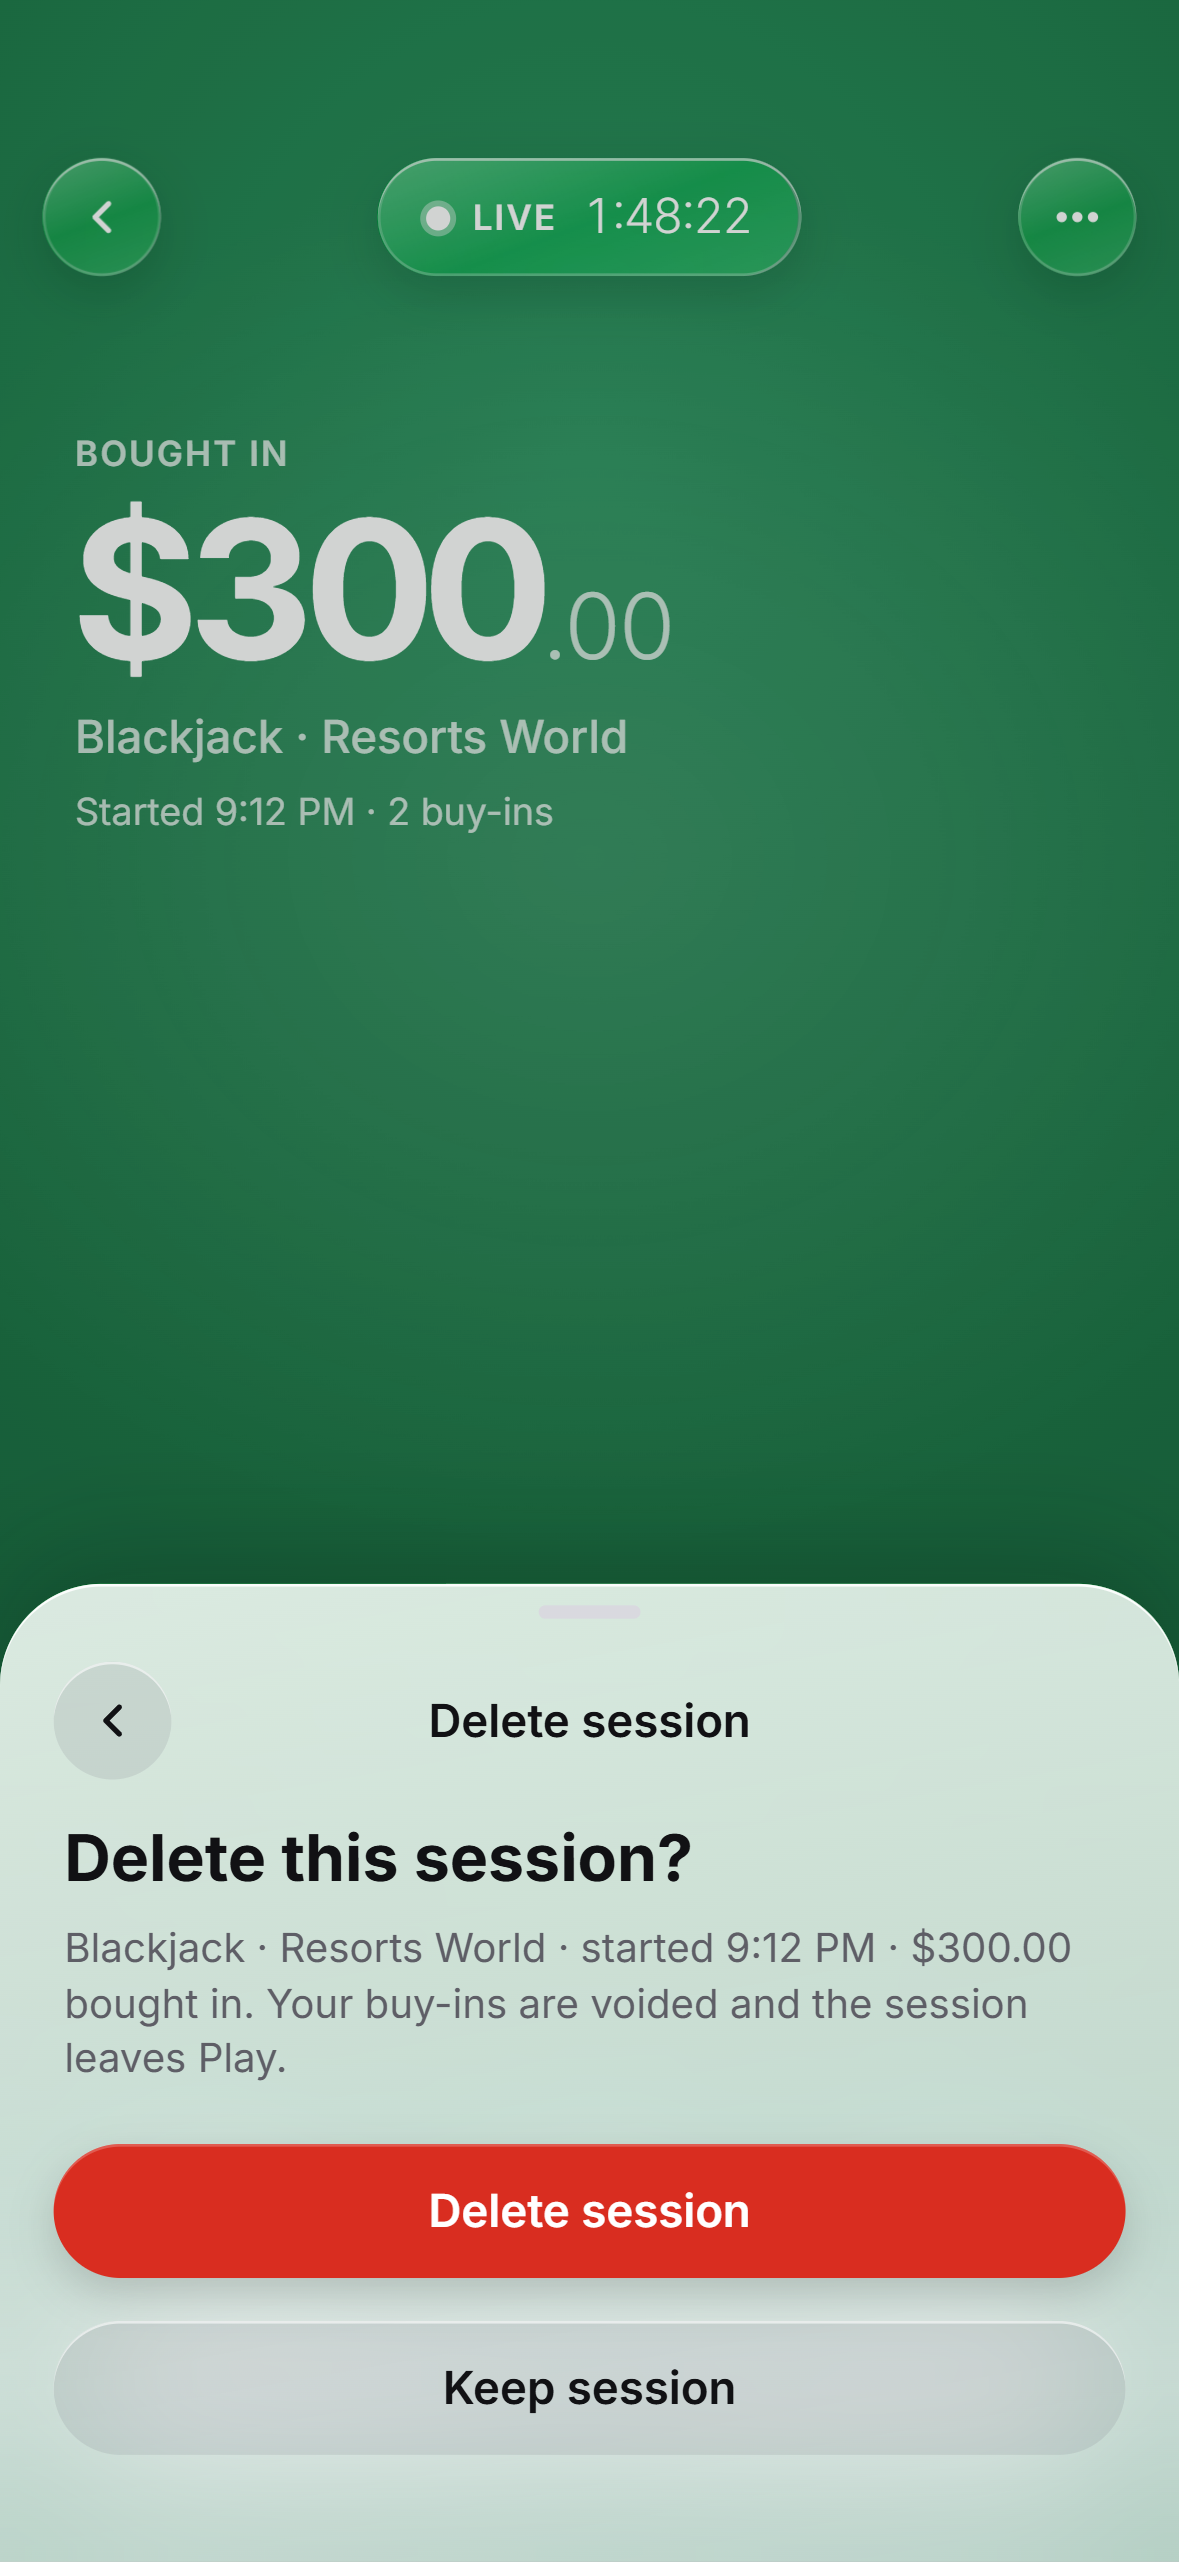 LIVE 1:48:22
BOUGHT IN
$300.00
Blackjack · Resorts World
Started 9:12 PM · 2 buy-ins
Delete session
Delete this session?
Blackjack · Resorts World · started 9:12 PM · $300.00
bought in. Your buy-ins are voided and the session
leaves Play.
Delete session
Keep session